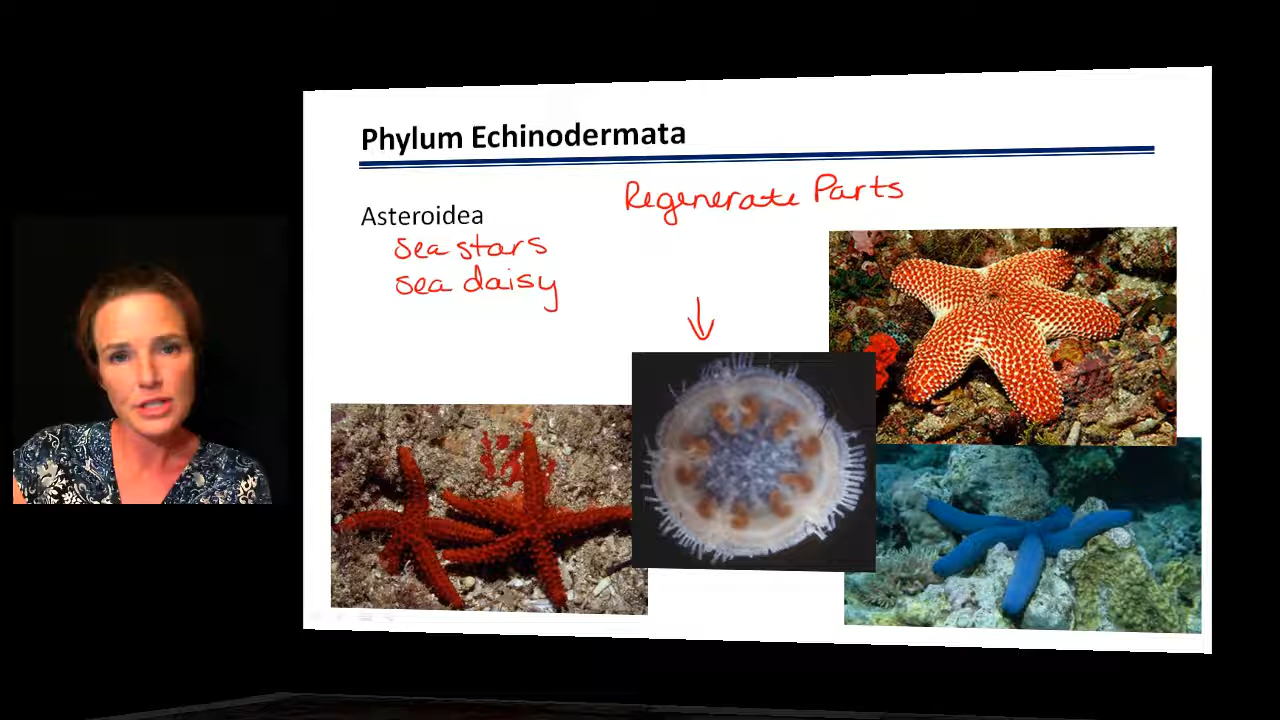 Phylum Echinodermata
Regenerate Parts
Asteroidea
sea stars
sea daisy